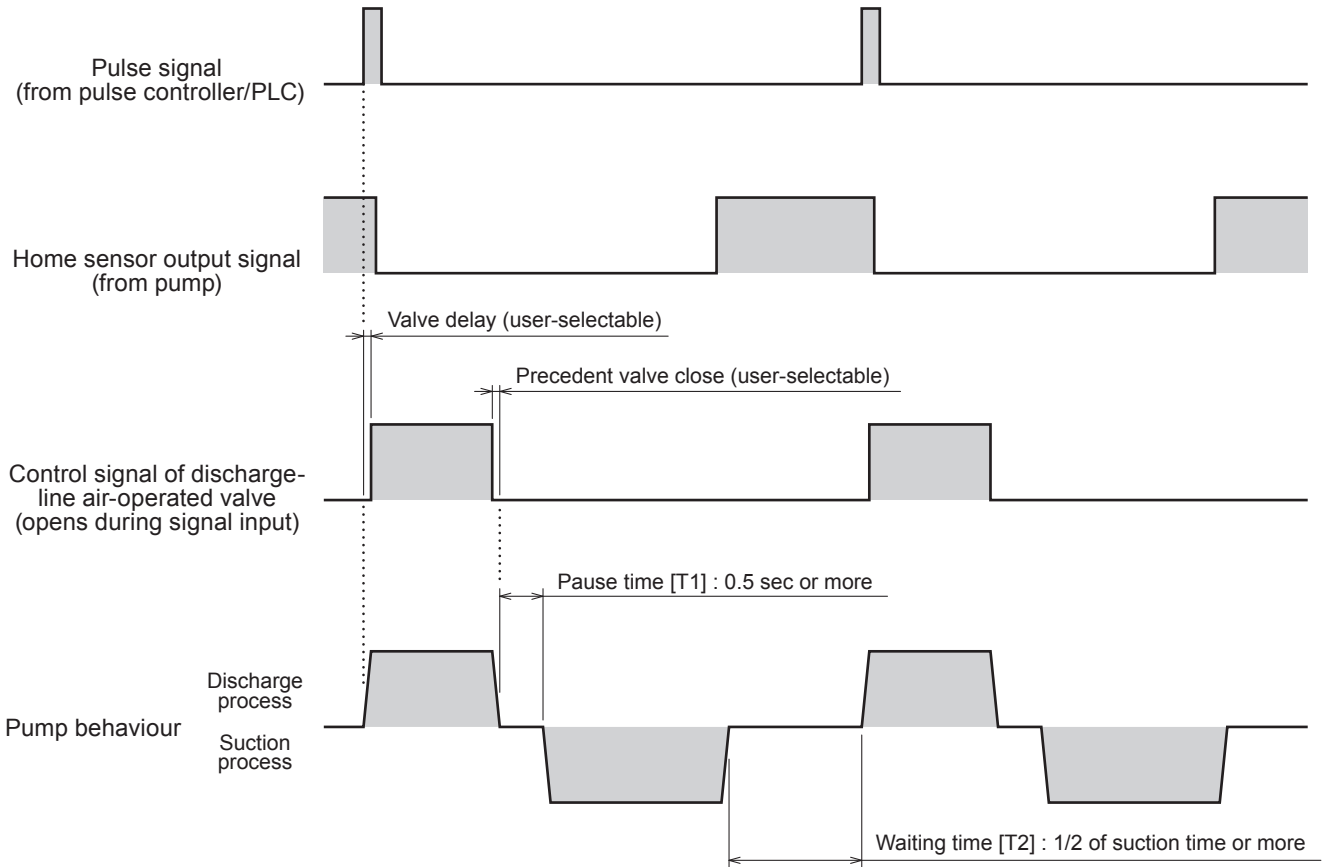 Pulse signal
(from pulse controller/PLC)
Home sensor output signal
(from pump)
Valve delay (user-selectable)
Precedent valve close (user-selectable)
Control signal of discharge-
line air-operated valve
(opens during signal input)
Pause time [T1] : 0.5 sec or more
Discharge
process
Pump behaviour
Suction
process
Waiting time [T2] : 1/2 of suction time or more